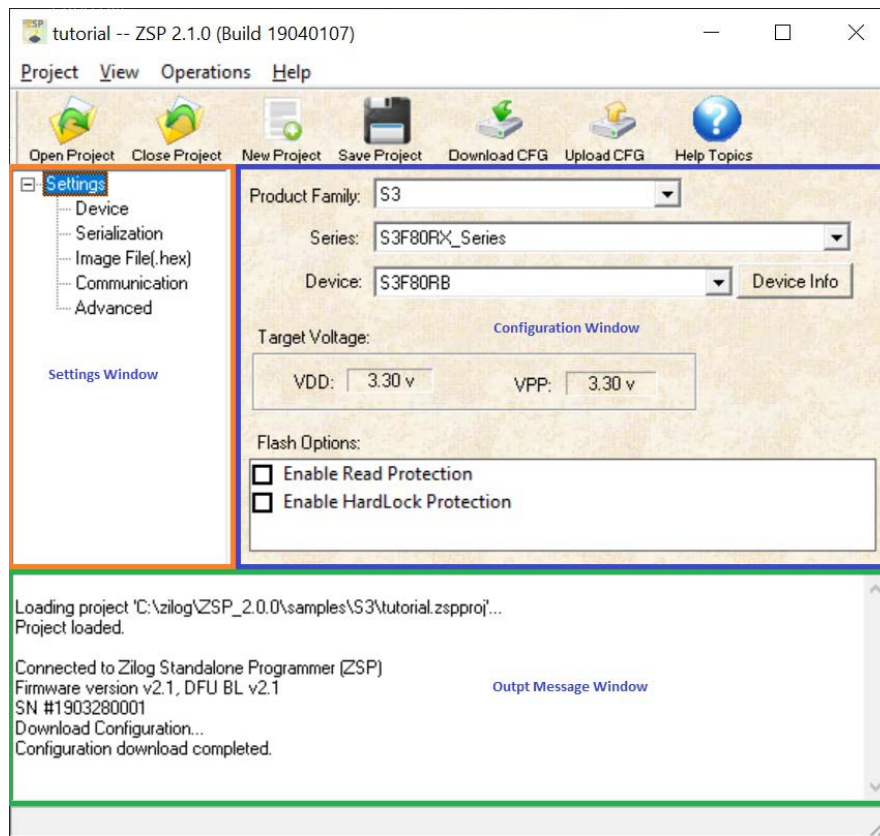 tutorial -- ZSP 2.1.0 (Build 19040107)
Project View Operations Help
Open Project Close Project New Project Save Project Download CFG Upload CFG Help Topics
Settings
Device
Serialization
Image File(.hex)
Communication
Advanced
Settings Window
Product Family: S3
Series: S3F80RX_Series
Device: S3F80RB Device Info
Configuration Window
Target Voltage:
VDD: 3.30 v VPP: 3.30 v
Flash Options:
Enable Read Protection
Enable HardLock Protection
Loading project 'C:\zilog\ZSP_2.0.0\samples\S3\tutorial.zspproj'...
Project loaded.
Connected to Zilog Standalone Programmer (ZSP)
Firmware version v2.1, DFU BL v2.1
Outpt Message Window
SN #1903280001
Download Configuration...
Configuration download completed.